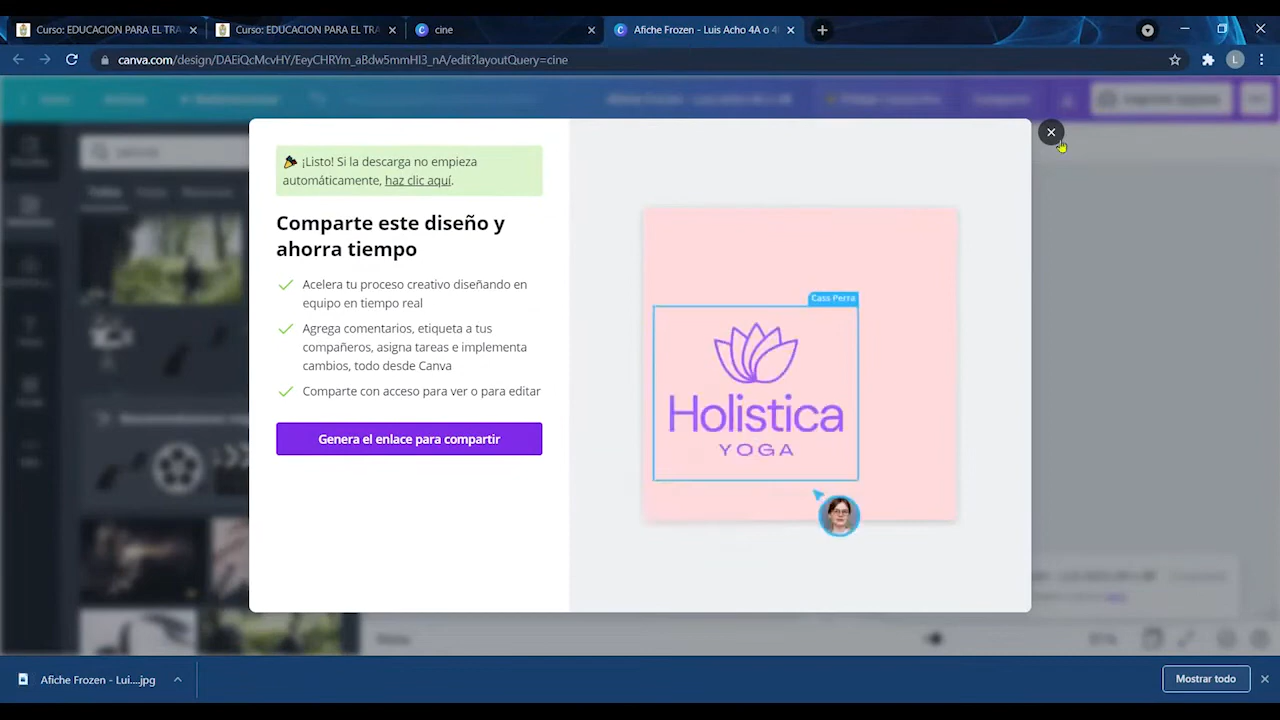 Curso: EDUCACION PARA EL TRA
Curso: EDUCACION PARA EL TRA
cine
Afiche Frozen - Luis Acho 4A o 4
canva.com/design/DAEiQcMcvHY/EeyCHRYm_aBdw5mmHI3_nA/edit?layoutQuery=cine
L
¡Listo! Si la descarga no empieza
automáticamente, haz clic aquí.
Comparte este diseño y
ahorra tiempo
Acelera tu proceso creativo diseñando en
equipo en tiempo real
Agrega comentarios, etiqueta a tus
compañeros, asigna tareas e implementa
cambios, todo desde Canva
Comparte con acceso para ver o para editar
Genera el enlace para compartir
Cass Perra
Holistica
YOGA
Afiche Frozen - Lui....jpg
Mostrar todo